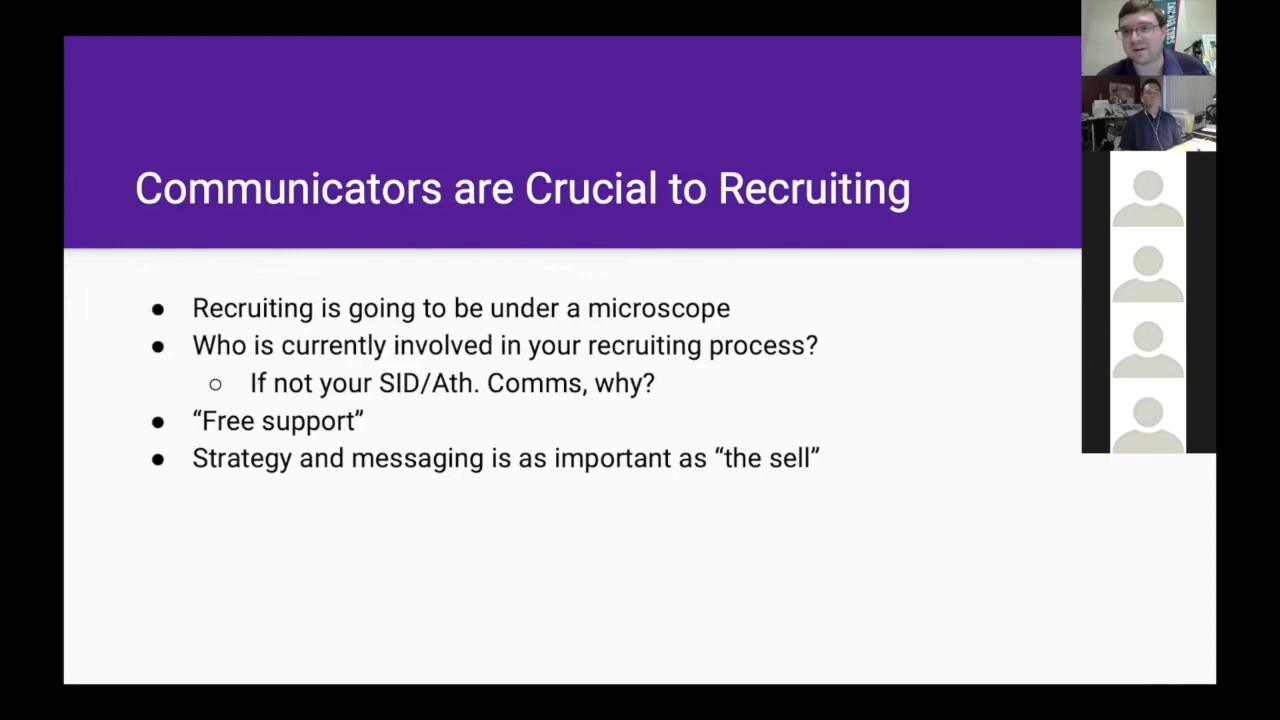 Communicators are Crucial to Recruiting
● Recruiting is going to be under a microscope
● Who is currently involved in your recruiting process?
○ If not your SID/Ath. Comms, why?
● “Free support”
● Strategy and messaging is as important as “the sell”